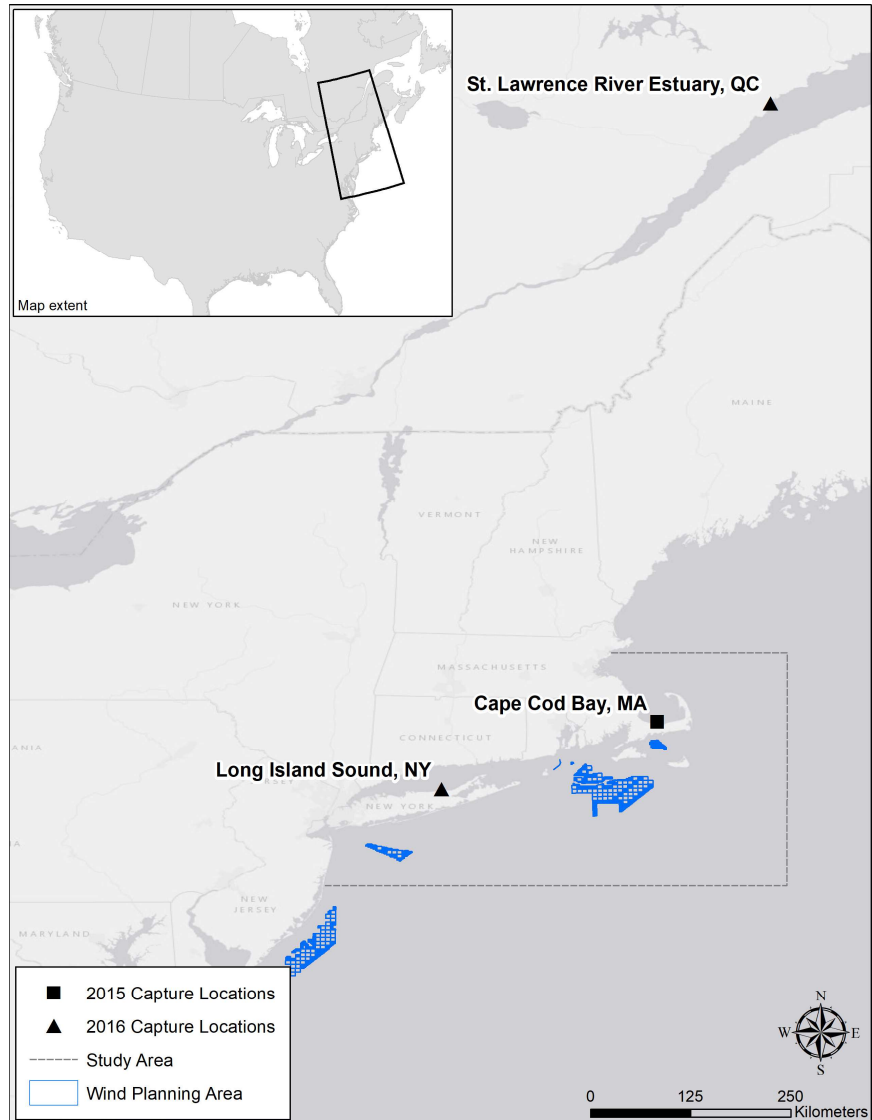 Map extent
St. Lawrence River Estuary, QC
MAINE
VERMONT
NEW
HAMPSHIRE
NEW YORK
MASSACHUSETTS
Cape Cod Bay, MA
CONNECTICUT
ANIA
Long Island Sound, NY
JERSEY
NEW YORK
NEW
JERSEY
MARYLAND
2015 Capture Locations
2016 Capture Locations
Study Area
Wind Planning Area
N
W
E
S
0
125
250
Kilometers